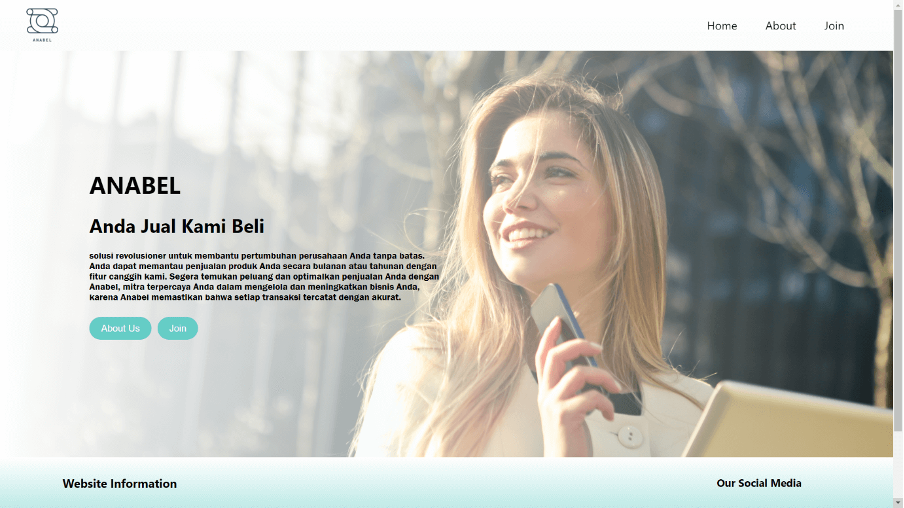 ANABEL
Home About Join
ANABEL
Anda Jual Kami Beli
solusi revolusioner untuk membantu pertumbuhan perusahaan Anda tanpa batas.
Anda dapat memantau penjualan produk Anda secara bulanan atau tahunan dengan
fitur canggih kami. Segera temukan peluang dan optimalkan penjualan Anda dengan
Anabel, mitra terpercaya Anda dalam mengelola dan meningkatkan bisnis Anda,
karena Anabel memastikan bahwa setiap transaksi tercatat dengan akurat.
About Us Join
Website Information Our Social Media